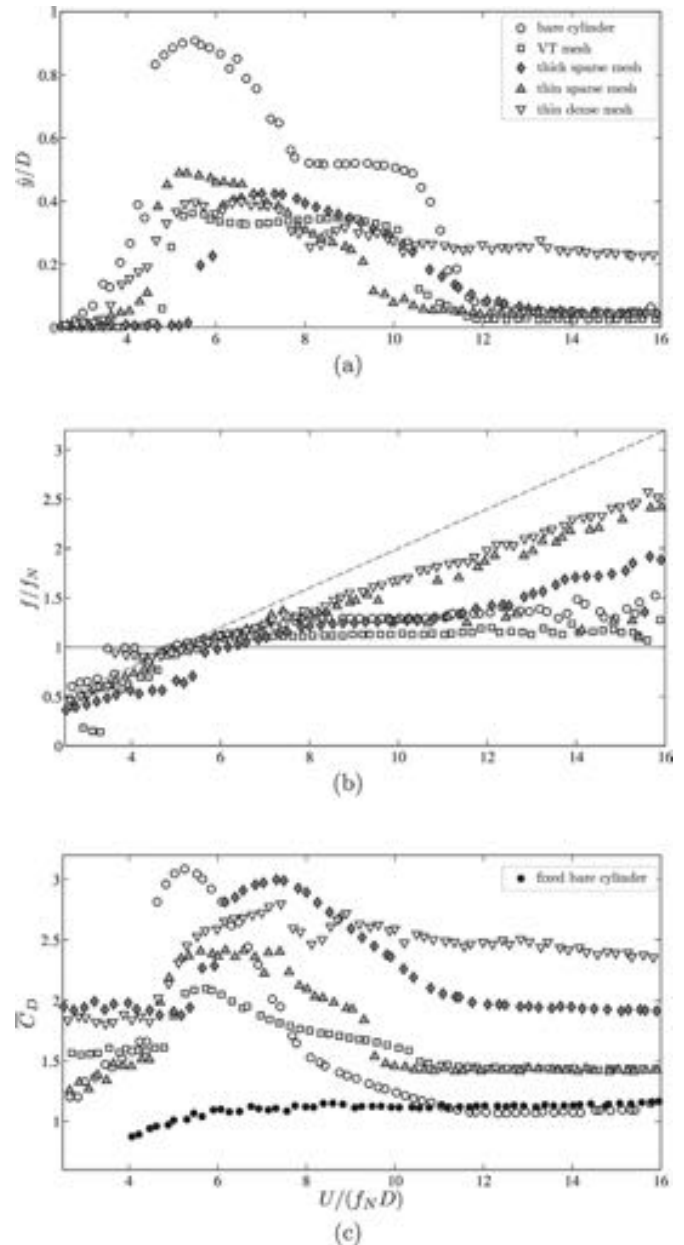 1
○ bare cylinder
□ VT mesh
♦ thick sparse mesh
△ thin sparse mesh
▽ thin dense mesh
0.8
0.6
ŷ/D
0.4
0.2
0
4 6 8 10 12 14 16
(a)
3
2.5
2
f/f_N
1.5
1
0.5
0
4 6 8 10 12 14 16
(b)
3
• fixed bare cylinder
2.5
C̅_D
2
1.5
1
4 6 8 10 12 14 16
U/(f_N D)
(c)